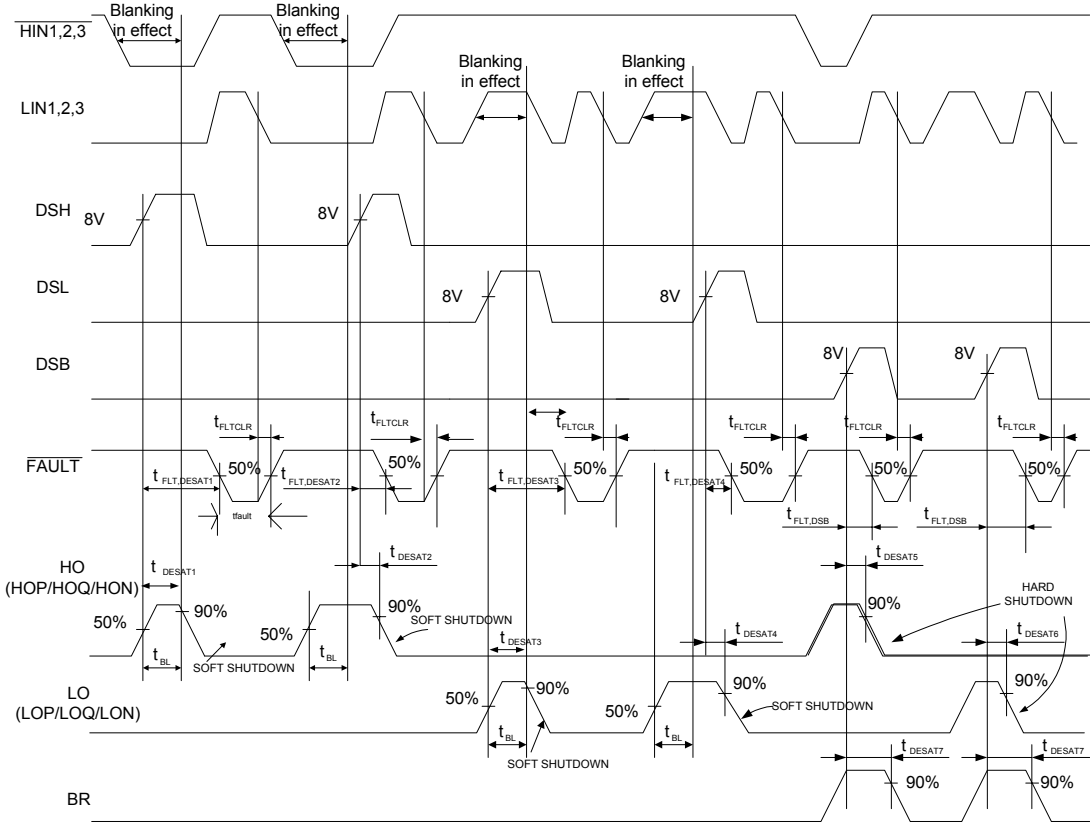 HIN1,2,3
Blanking in effect
Blanking in effect
LIN1,2,3
Blanking in effect
Blanking in effect
DSH
8V
8V
DSL
8V
8V
DSB
8V
8V
tFLTCLR
tFLTCLR
tFLTCLR
tFLTCLR
tFLTCLR
tFLTCLR
FAULT
50%
50%
50%
50%
50%
50%
tFLT,DESAT1
tFLT,DESAT2
tFLT,DESAT3
tFLT,DESAT4
tfault
tFLT,DSB
tFLT,DSB
HO
(HOP/HOQ/HON)
tDESAT1
tDESAT2
tDESAT5
50%
90%
50%
90%
90%
HARD SHUTDOWN
SOFT SHUTDOWN
SOFT SHUTDOWN
tDESAT3
tDESAT4
tDESAT6
tBL
tBL
LO
(LOP/LOQ/LON)
50%
90%
50%
90%
90%
SOFT SHUTDOWN
SOFT SHUTDOWN
tBL
tBL
tDESAT7
tDESAT7
BR
90%
90%